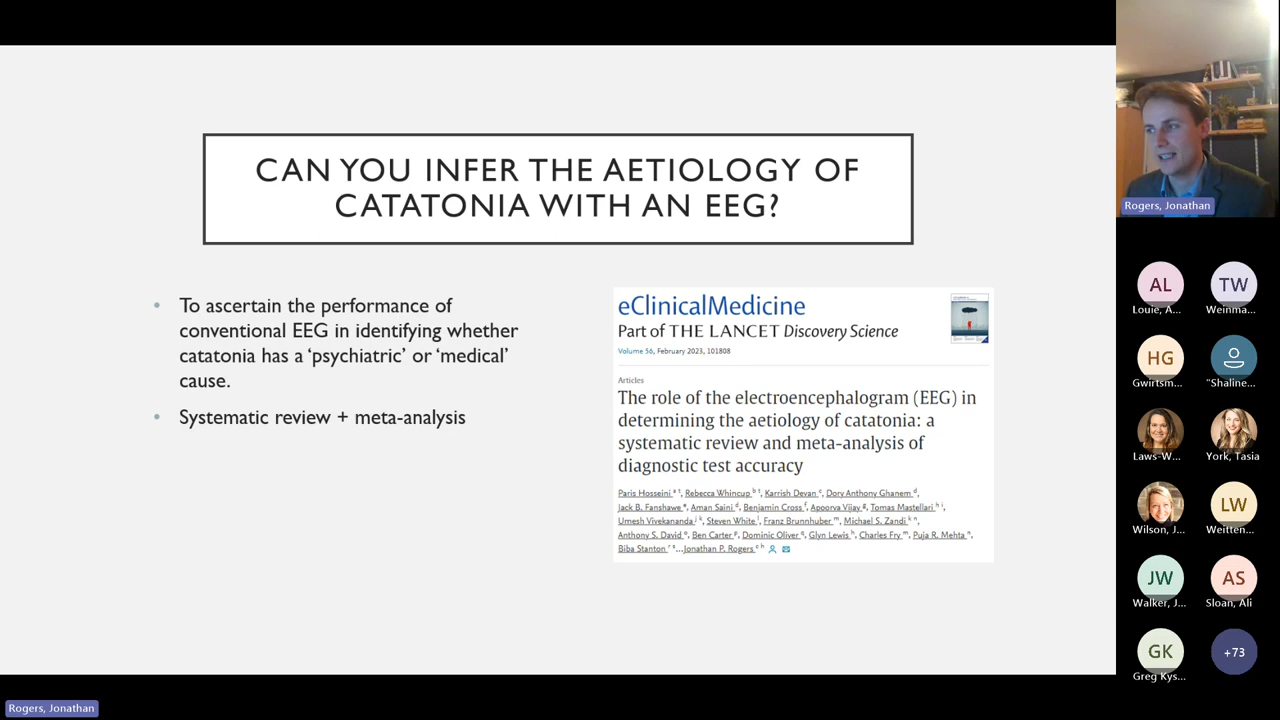 CAN YOU INFER THE AETIOLOGY OF
CATATONIA WITH AN EEG?
• To ascertain the performance of
conventional EEG in identifying whether
catatonia has a ‘psychiatric’ or ‘medical’
cause.
• Systematic review + meta-analysis
eClinicalMedicine
Part of THE LANCET Discovery Science
Volume 56, February 2023, 101808
Articles
The role of the electroencephalogram (EEG) in
determining the aetiology of catatonia: a
systematic review and meta-analysis of
diagnostic test accuracy
Paris Hosseini, Rebecca Whincup, Karrish Devan, Dory Anthony Ghanem,
Jack B. Fanshawe, Aman Saini, Benjamin Cross, Apoorva Vijay, Tomas Mastellari,
Umesh Vivekananda, Steven White, Franz Brunnhuber, Michael S. Zandi,
Anthony S. David, Ben Carter, Dominic Oliver, Glyn Lewis, Charles Fry, Puja R. Mehta,
Biba Stanton ...Jonathan P. Rogers
Rogers, Jonathan
AL
TW
Louie, A...
Weinma...
HG
Gwirtsm...
"Shaline...
Laws-W...
York, Tasia
LW
Wilson, J...
Weitten...
JW
AS
Walker, J...
Sloan, Ali
GK
+73
Greg Kys...
Rogers, Jonathan